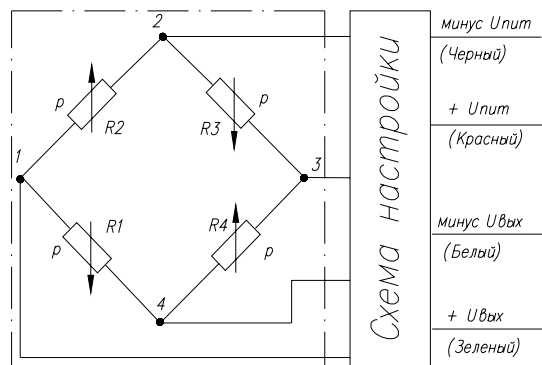 2
минус Uпит
(Черный)
p
R2
R3
p
+ Uпит
(Красный)
1
3
Схема настройки
R1
R4
p
p
минус Uвых
(Белый)
4
+ Uвых
(Зеленый)